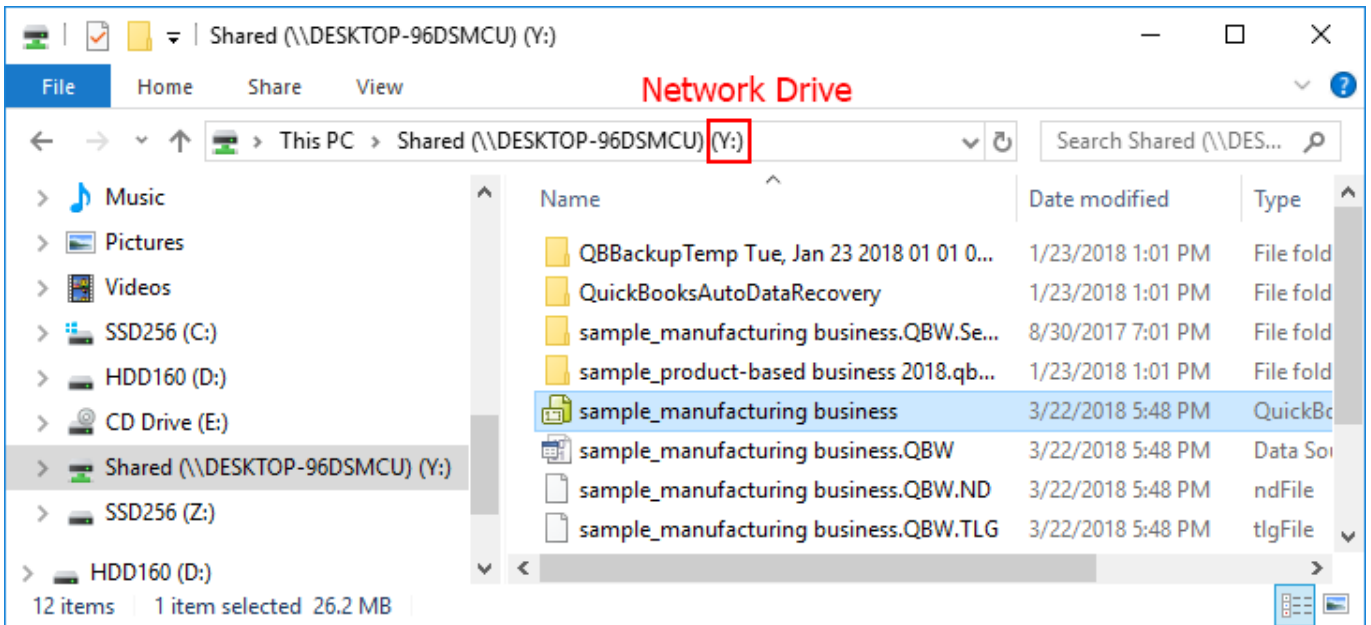 Shared (\\DESKTOP-96DSMCU) (Y:)
File Home Share View
Network Drive
This PC > Shared (\\DESKTOP-96DSMCU) (Y:)
Search Shared (\\DES...
Music
Pictures
Videos
SSD256 (C:)
HDD160 (D:)
CD Drive (E:)
Shared (\\DESKTOP-96DSMCU) (Y:)
SSD256 (Z:)
HDD160 (D:)
Name Date modified Type
QBBackupTemp Tue, Jan 23 2018 01 01 0... 1/23/2018 1:01 PM File fold
QuickBooksAutoDataRecovery 1/23/2018 1:01 PM File fold
sample_manufacturing business.QBW.Se... 8/30/2017 7:01 PM File fold
sample_product-based business 2018.qb... 1/23/2018 1:01 PM File fold
sample_manufacturing business 3/22/2018 5:48 PM QuickBo
sample_manufacturing business.QBW 3/22/2018 5:48 PM Data Sou
sample_manufacturing business.QBW.ND 3/22/2018 5:48 PM ndFile
sample_manufacturing business.QBW.TLG 3/22/2018 5:48 PM tlgFile
12 items 1 item selected 26.2 MB